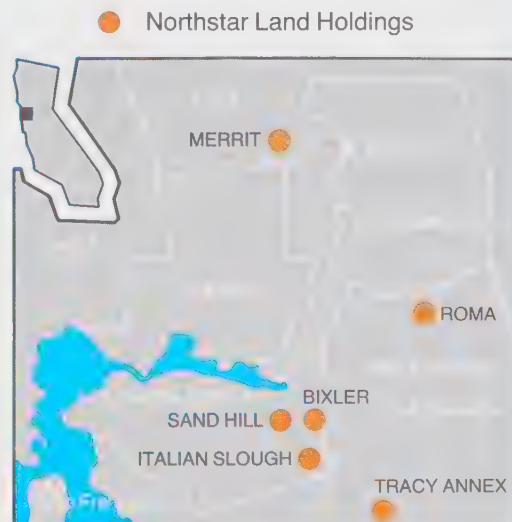 Northstar Land Holdings
MERRIT
ROMA
BIXLER
SAND HILL
ITALIAN SLOUGH
TRACY ANNEX